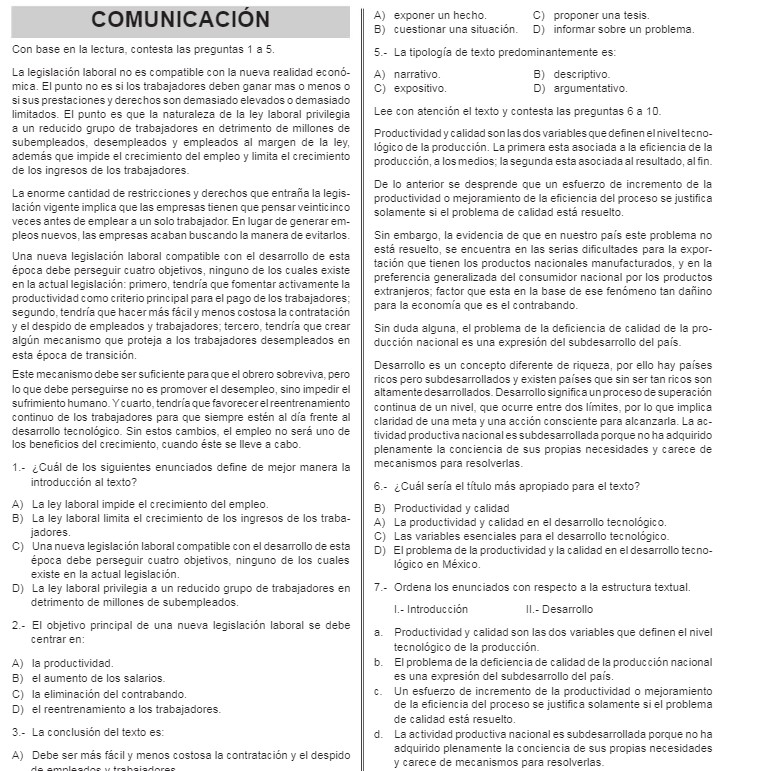 COMUNICACIÓN
Con base en la lectura, contesta las preguntas 1 a 5.
La legislación laboral no es compatible con la nueva realidad econó-
mica. El punto no es si los trabajadores deben ganar mas o menos o
si sus prestaciones y derechos son demasiado elevados o demasiado
limitados. El punto es que la naturaleza de la ley laboral privilegia
a un reducido grupo de trabajadores en detrimento de millones de
subempleados, desempleados y empleados al margen de la ley,
además que impide el crecimiento del empleo y limita el crecimiento
de los ingresos de los trabajadores.
La enorme cantidad de restricciones y derechos que entraña la legis-
lación vigente implica que las empresas tienen que pensar veinticinco
veces antes de emplear a un solo trabajador. En lugar de generar em-
pleos nuevos, las empresas acaban buscando la manera de evitarlos.
Una nueva legislación laboral compatible con el desarrollo de esta
época debe perseguir cuatro objetivos, ninguno de los cuales existe
en la actual legislación: primero, tendría que fomentar activamente la
productividad como criterio principal para el pago de los trabajadores;
segundo, tendría que hacer más fácil y menos costosa la contratación
y el despido de empleados y trabajadores; tercero, tendría que crear
algún mecanismo que proteja a los trabajadores desempleados en
esta época de transición.
Este mecanismo debe ser suficiente para que el obrero sobreviva, pero
lo que debe perseguirse no es promover el desempleo, sino impedir el
sufrimiento humano. Y cuarto, tendría que favorecer el reentrenamiento
continuo de los trabajadores para que siempre estén al día frente al
desarrollo tecnológico. Sin estos cambios, el empleo no será uno de
los beneficios del crecimiento, cuando éste se lleve a cabo.
1.- ¿Cuál de los siguientes enunciados define de mejor manera la
introducción al texto?
A) La ley laboral impide el crecimiento del empleo.
B) La ley laboral limita el crecimiento de los ingresos de los traba-
jadores.
C) Una nueva legislación laboral compatible con el desarrollo de esta
época debe perseguir cuatro objetivos, ninguno de los cuales
existe en la actual legislación.
D) La ley laboral privilegia a un reducido grupo de trabajadores en
detrimento de millones de subempleados.
2.- El objetivo principal de una nueva legislación laboral se debe
centrar en:
A) la productividad.
B) el aumento de los salarios.
C) la eliminación del contrabando.
D) el reentrenamiento a los trabajadores.
3.- La conclusión del texto es:
A) Debe ser más fácil y menos costosa la contratación y el despido
de empleados y trabajadores
A) exponer un hecho. C) proponer una tesis.
B) cuestionar una situación. D) informar sobre un problema.
5.- La tipología de texto predominantemente es:
A) narrativo. B) descriptivo.
C) expositivo. D) argumentativo.
Lee con atención el texto y contesta las preguntas 6 a 10.
Productividad y calidad son las dos variables que definen el nivel tecno-
lógico de la producción. La primera esta asociada a la eficiencia de la
producción, a los medios; la segunda esta asociada al resultado, al fin.
De lo anterior se desprende que un esfuerzo de incremento de la
productividad o mejoramiento de la eficiencia del proceso se justifica
solamente si el problema de calidad está resuelto.
Sin embargo, la evidencia de que en nuestro país este problema no
está resuelto, se encuentra en las serias dificultades para la expor-
tación que tienen los productos nacionales manufacturados, y en la
preferencia generalizada del consumidor nacional por los productos
extranjeros; factor que esta en la base de ese fenómeno tan dañino
para la economía que es el contrabando.
Sin duda alguna, el problema de la deficiencia de calidad de la pro-
ducción nacional es una expresión del subdesarrollo del país.
Desarrollo es un concepto diferente de riqueza, por ello hay países
ricos pero subdesarrollados y existen países que sin ser tan ricos son
altamente desarrollados. Desarrollo significa un proceso de superación
continua de un nivel, que ocurre entre dos límites, por lo que implica
claridad de una meta y una acción consciente para alcanzarla. La ac-
tividad productiva nacional es subdesarrollada porque no ha adquirido
plenamente la conciencia de sus propias necesidades y carece de
mecanismos para resolverlas.
6.- ¿Cuál sería el título más apropiado para el texto?
B) Productividad y calidad
A) La productividad y calidad en el desarrollo tecnológico.
C) Las variables esenciales para el desarrollo tecnológico.
D) El problema de la productividad y la calidad en el desarrollo tecno-
lógico en México.
7.- Ordena los enunciados con respecto a la estructura textual.
I.- Introducción II.- Desarrollo
a. Productividad y calidad son las dos variables que definen el nivel
tecnológico de la producción.
b. El problema de la deficiencia de calidad de la producción nacional
es una expresión del subdesarrollo del país.
c. Un esfuerzo de incremento de la productividad o mejoramiento
de la eficiencia del proceso se justifica solamente si el problema
de calidad está resuelto.
d. La actividad productiva nacional es subdesarrollada porque no ha
adquirido plenamente la conciencia de sus propias necesidades
y carece de mecanismos para resolverlas.